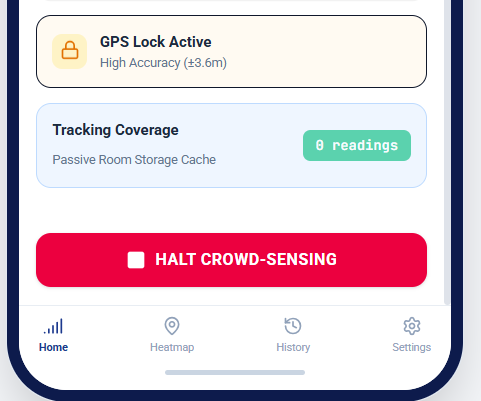 GPS Lock Active
High Accuracy (±3.6m)
Tracking Coverage
Passive Room Storage Cache
0 readings
HALT CROWD-SENSING
Home
Heatmap
History
Settings